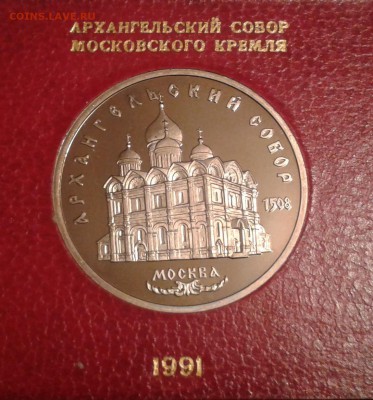 COINS.LAVE.RU
АРХАНГЕЛЬСКИЙ СОБОР
МОСКОВСКОГО КРЕМЛЯ
АРХАНГЕЛЬСКИЙ СОБОР
1508
МОСКВА
1991